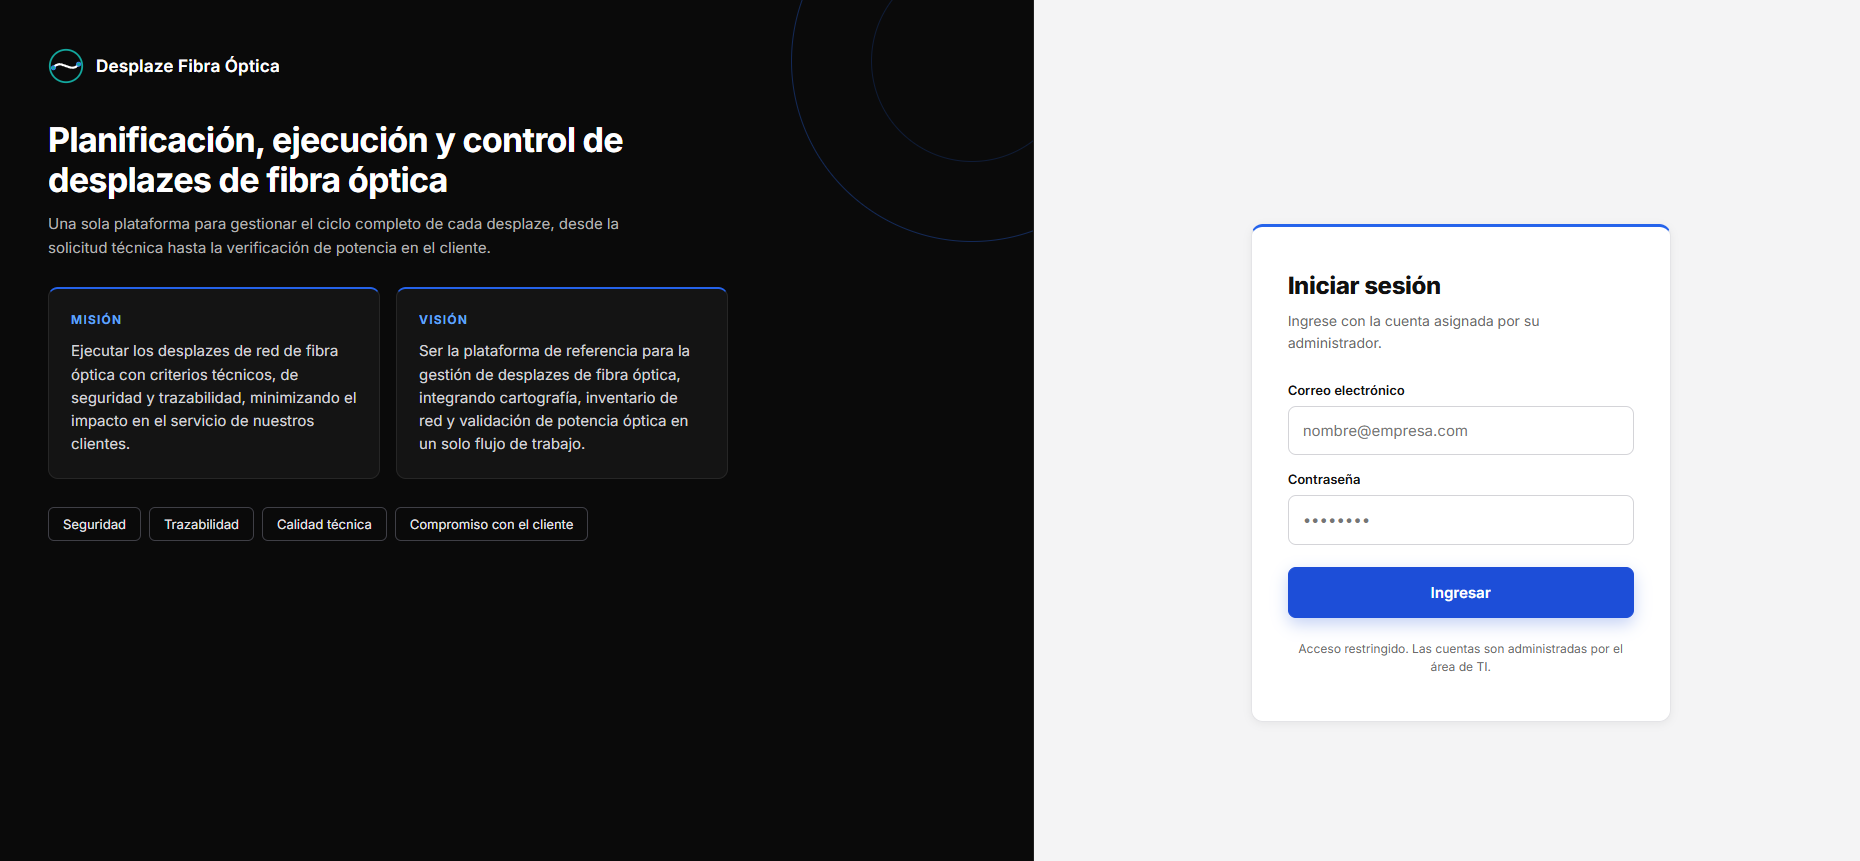 Desplaze Fibra Óptica
Planificación, ejecución y control de
desplazes de fibra óptica
Una sola plataforma para gestionar el ciclo completo de cada desplaze, desde la
solicitud técnica hasta la verificación de potencia en el cliente.
MISIÓN
Ejecutar los desplazes de red de fibra
óptica con criterios técnicos, de
seguridad y trazabilidad, minimizando el
impacto en el servicio de nuestros
clientes.
VISIÓN
Ser la plataforma de referencia para la
gestión de desplazes de fibra óptica,
integrando cartografía, inventario de
red y validación de potencia óptica en
un solo flujo de trabajo.
Seguridad
Trazabilidad
Calidad técnica
Compromiso con el cliente
Iniciar sesión
Ingrese con la cuenta asignada por su
administrador.
Correo electrónico
nombre@empresa.com
Contraseña
••••••••
Ingresar
Acceso restringido. Las cuentas son administradas por el
área de TI.